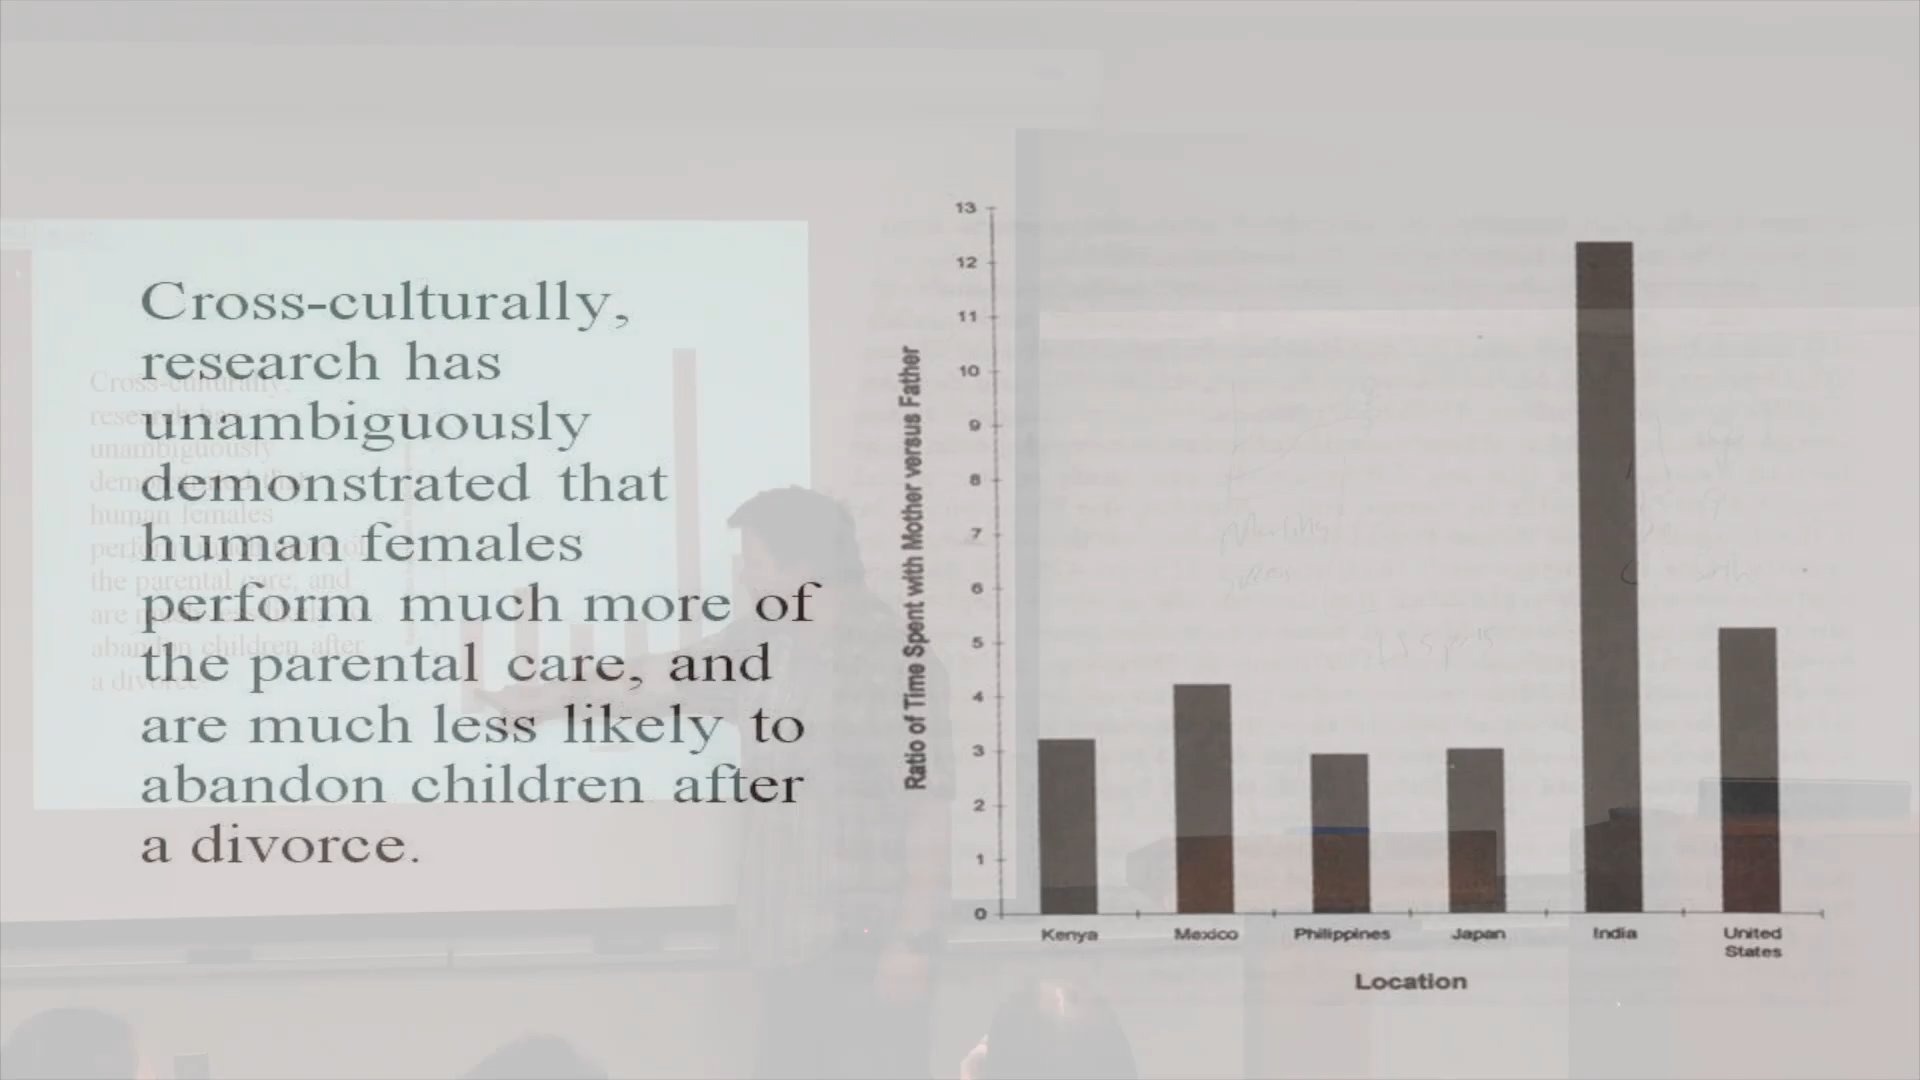 Cross-culturally,
research has
unambiguously
demonstrated that
human females
perform much more of
the parental care, and
are much less likely to
abandon children after
a divorce.
Ratio of Time Spent with Mother versus Father
13
12
11
10
9
8
7
6
5
4
3
2
1
0
Kenya
Mexico
Philippines
Japan
India
United
States
Location